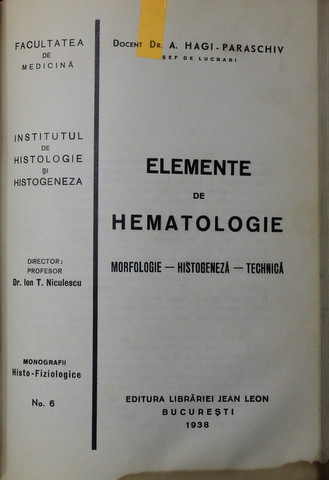 FACULTATEA
DE
MEDICINĂ
INSTITUTUL
DE
HISTOLOGIE
ȘI
HISTOGENEZA
DIRECTOR:
PROFESOR
Dr. Ion T. Niculescu
MONOGRAFII
Histo-Fiziologice
No. 6
DOCENT DR. A. HAGI-PARASCHIV
ȘEF DE LUCRARI
ELEMENTE
DE
HEMATOLOGIE
MORFOLOGIE — HISTOGENEZĂ — TECHNICĂ
EDITURA LIBRĂRIEI JEAN LEON
BUCUREȘTI
1938